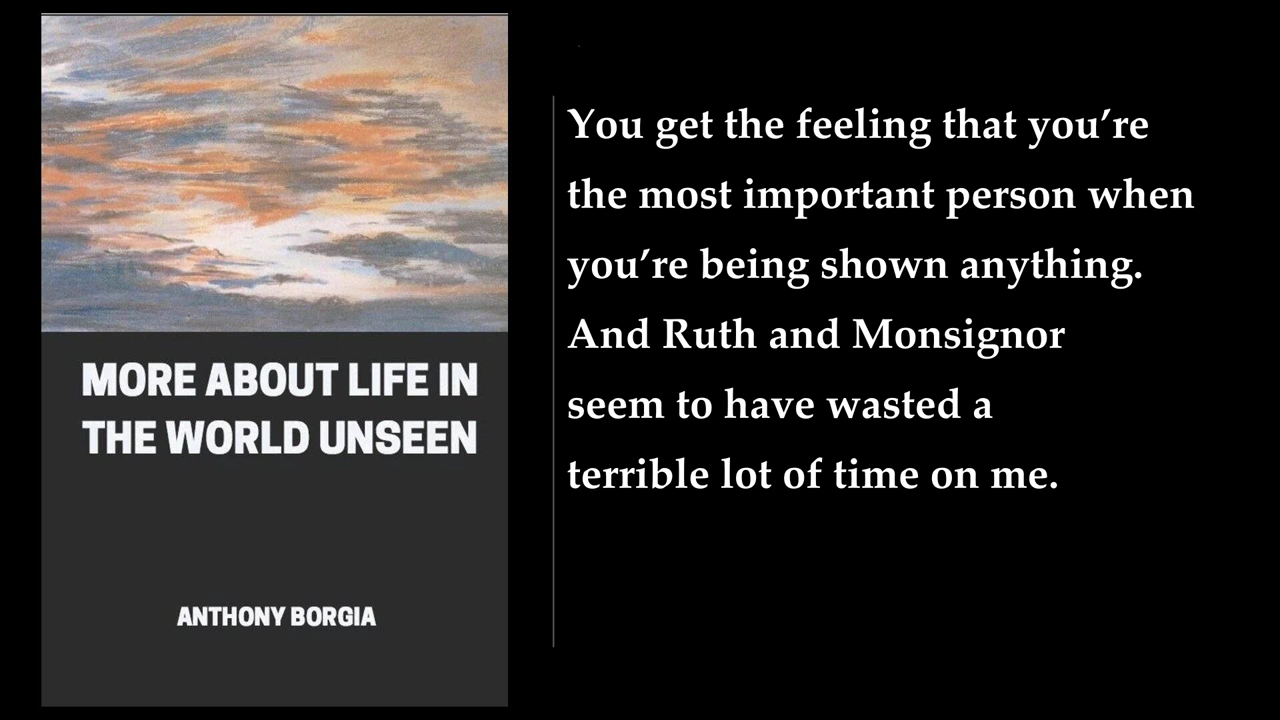 MORE ABOUT LIFE IN
THE WORLD UNSEEN
ANTHONY BORGIA
You get the feeling that you’re
the most important person when
you’re being shown anything.
And Ruth and Monsignor
seem to have wasted a
terrible lot of time on me.